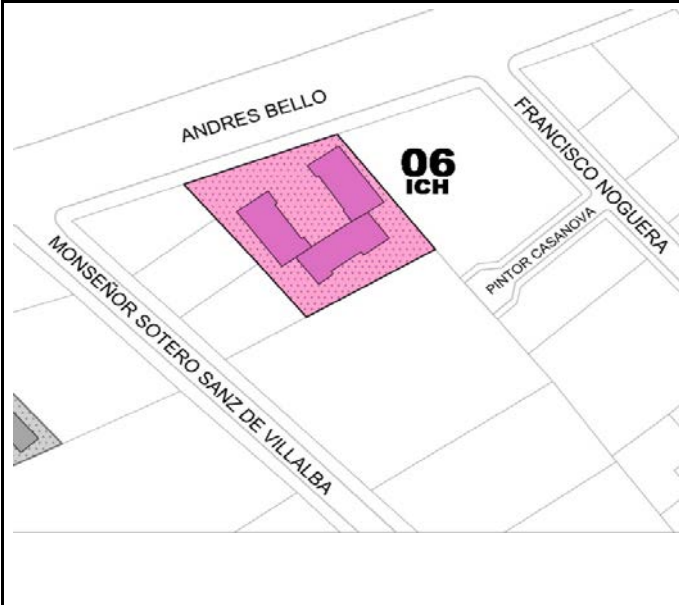 ANDRES BELLO
FRANCISCO NOGUERA
06
ICH
PINTOR CASANOVA
MONSEÑOR SOTERO SANZ DE VILLALBA